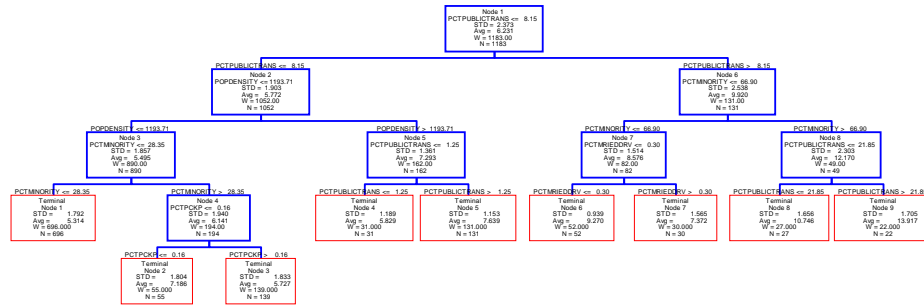 Node 1
PCTPUBLICTRANS <= 8.15
STD = 2.373
Avg = 6.231
W = 1183.00
N = 1183
PCTPUBLICTRANS <= 8.15
Node 2
POPDENSITY <= 1193.71
STD = 1.903
Avg = 5.772
W = 1052.00
N = 1052
PCTPUBLICTRANS > 8.15
Node 6
PCTMINORITY <= 66.90
STD = 2.538
Avg = 9.920
W = 131.00
N = 131
POPDENSITY <= 1193.71
Node 3
PCTMINORITY <= 28.35
STD = 1.857
Avg = 5.495
W = 890.00
N = 890
POPDENSITY > 1193.71
Node 5
PCTPUBLICTRANS <= 1.25
STD = 1.361
Avg = 7.293
W = 162.00
N = 162
PCTMINORITY <= 66.90
Node 7
PCTMRIEDDRV <= 0.30
STD = 1.514
Avg = 8.576
W = 82.00
N = 82
PCTMINORITY > 66.90
Node 8
PCTPUBLICTRANS <= 21.85
STD = 2.303
Avg = 12.170
W = 49.00
N = 49
PCTMINORITY <= 28.35
Terminal
Node 1
STD = 1.792
Avg = 5.314
W = 696.000
N = 696
PCTMINORITY > 28.35
Node 4
PCTPCKP <= 0.16
STD = 1.940
Avg = 6.141
W = 194.00
N = 194
PCTPUBLICTRANS <= 1.25
Terminal
Node 4
STD = 1.189
Avg = 5.829
W = 31.000
N = 31
PCTPUBLICTRANS > 1.25
Terminal
Node 5
STD = 1.153
Avg = 7.639
W = 131.000
N = 131
PCTMRIEDDRV <= 0.30
Terminal
Node 6
STD = 0.939
Avg = 9.270
W = 52.000
N = 52
PCTMRIEDDRV > 0.30
Terminal
Node 7
STD = 1.565
Avg = 7.372
W = 30.000
N = 30
PCTPUBLICTRANS <= 21.85
Terminal
Node 8
STD = 1.656
Avg = 10.746
W = 27.000
N = 27
PCTPUBLICTRANS > 21.85
Terminal
Node 9
STD = 1.705
Avg = 13.917
W = 22.000
N = 22
PCTPCKP <= 0.16
Terminal
Node 2
STD = 1.804
Avg = 7.186
W = 55.000
N = 55
PCTPCKP > 0.16
Terminal
Node 3
STD = 1.833
Avg = 5.727
W = 139.000
N = 139